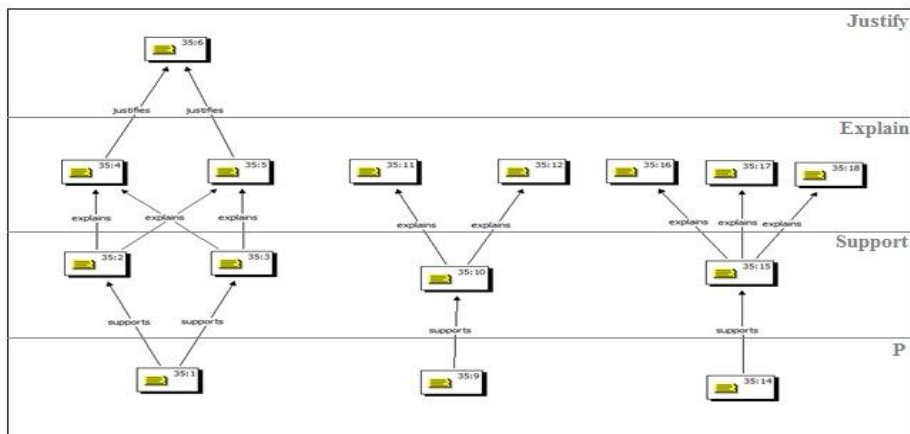 Justify
35:6
justifies justifies
Explain
35:4 35:5 35:11 35:12 35:16 35:17 35:18
explains explains explains explains explains explains explains explains
Support
35:2 35:3 35:10 35:15
supports supports supports supports
P
35:1 35:9 35:14